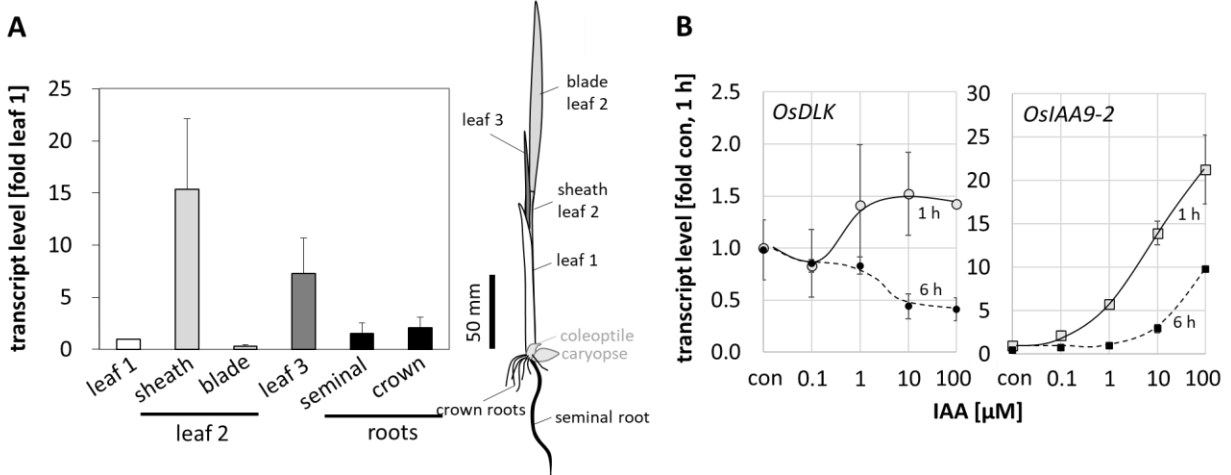 A
transcript level [fold leaf 1]
25
20
15
10
5
0
leaf 1
sheath
blade
leaf 3
seminal
crown
leaf 2
roots
blade
leaf 2
leaf 3
sheath
leaf 2
leaf 1
50 mm
coleoptile
caryopse
crown roots
seminal root
B
transcript level [fold con, 1 h]
2.5
2.0
1.5
1.0
0.5
0.0
OsDLK
1 h
6 h
con
0.1
1
10
100
30
25
20
15
10
5
0
OsIAA9-2
1 h
6 h
con
0.1
1
10
100
IAA [µM]